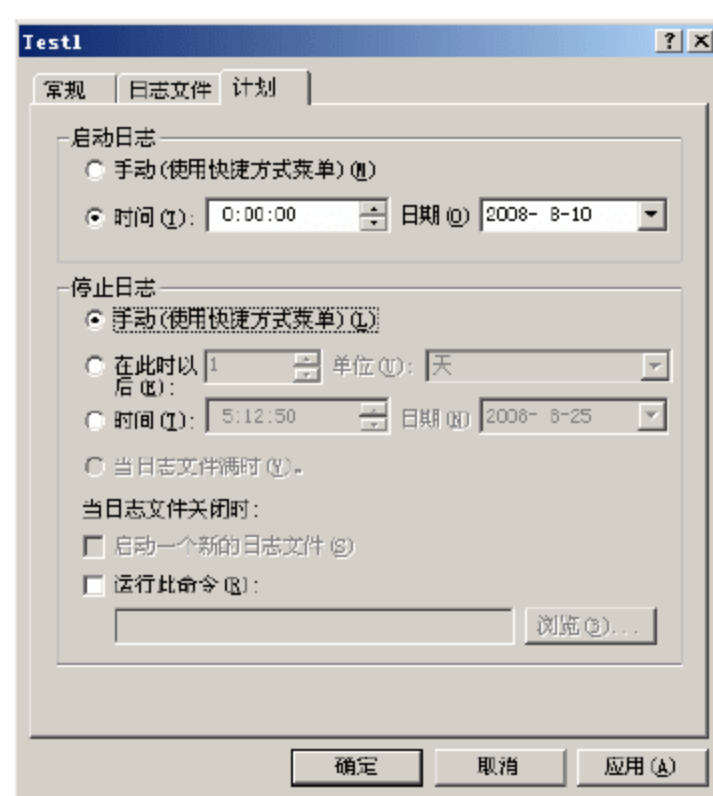 Test1
常规 日志文件 计划
启动日志
手动(使用快捷方式菜单)(M)
时间(T): 0:00:00 日期(D) 2008- 8-10
停止日志
手动(使用快捷方式菜单)(L)
在此时以后(E): 1 单位(U): 天
时间(I): 5:12:50 日期(N) 2008- 8-25
当日志文件满时(Y)。
当日志文件关闭时:
启动一个新的日志文件(S)
运行此命令(R):
浏览(B)...
确定 取消 应用(A)